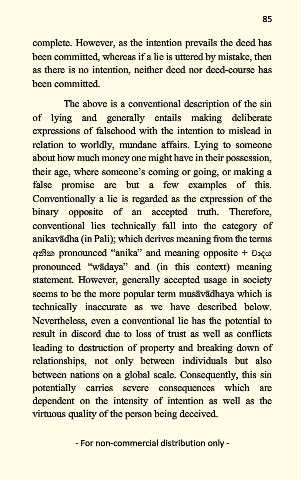 85
complete. However, as the intention prevails the deed has
been committed, whereas if a lie is uttered by mistake, then
as there is no intention, neither deed nor deed-course has
been committed.
The above is a conventional description of the sin
of lying and generally entails making deliberate
expressions of falsehood with the intention to mislead in
relation to worldly, mundane affairs. Lying to someone
about how much money one might have in their possession,
their age, where someone’s coming or going, or making a
false promise are but a few examples of this.
Conventionally a lie is regarded as the expression of the
binary opposite of an accepted truth. Therefore,
conventional lies technically fall into the category of
anikavādha (in Pali); which derives meaning from the terms
අනික pronounced “anika” and meaning opposite + වාදය
pronounced “wādaya” and (in this context) meaning
statement. However, generally accepted usage in society
seems to be the more popular term musāvādhaya which is
technically inaccurate as we have described below.
Nevertheless, even a conventional lie has the potential to
result in discord due to loss of trust as well as conflicts
leading to destruction of property and breaking down of
relationships, not only between individuals but also
between nations on a global scale. Consequently, this sin
potentially carries severe consequences which are
dependent on the intensity of intention as well as the
virtuous quality of the person being deceived.
- For non-commercial distribution only -